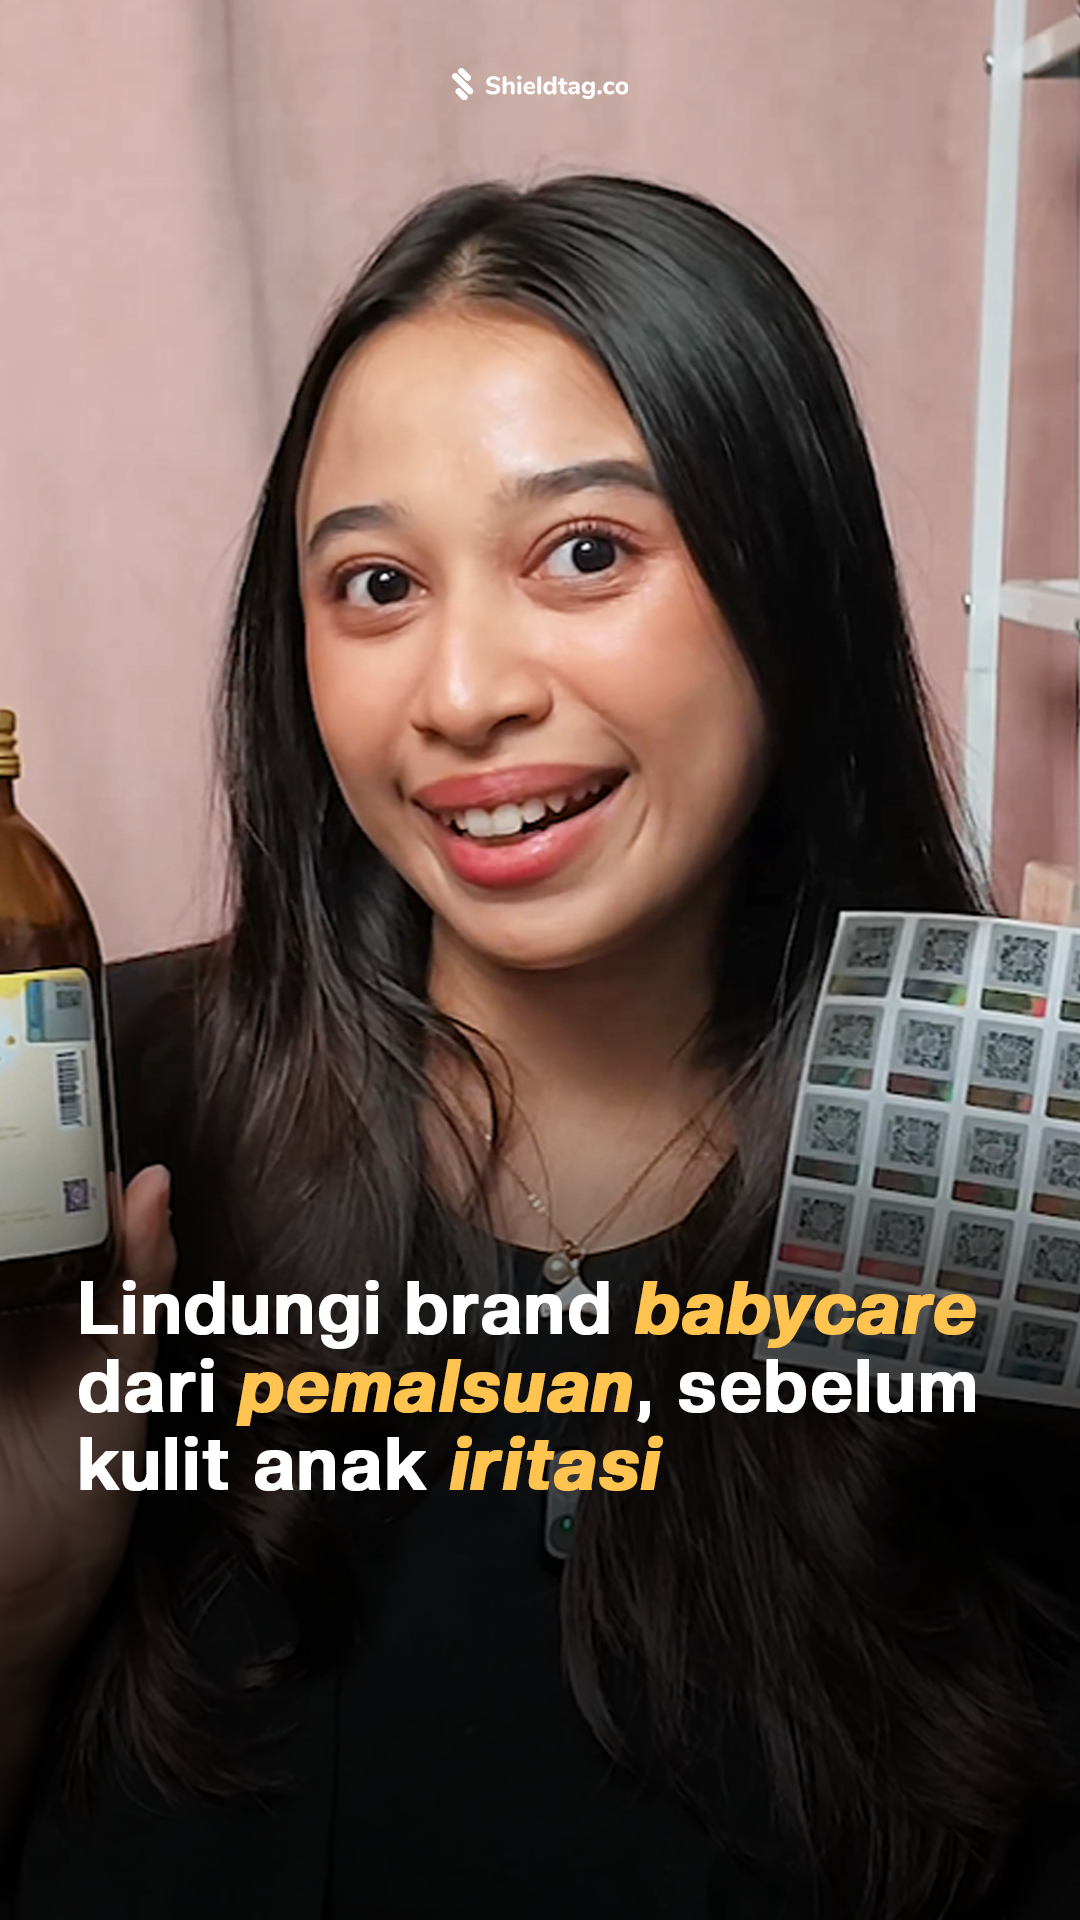 Shieldtag.co
Lindungi brand babycare
dari pemalsuan, sebelum
kulit anak iritasi